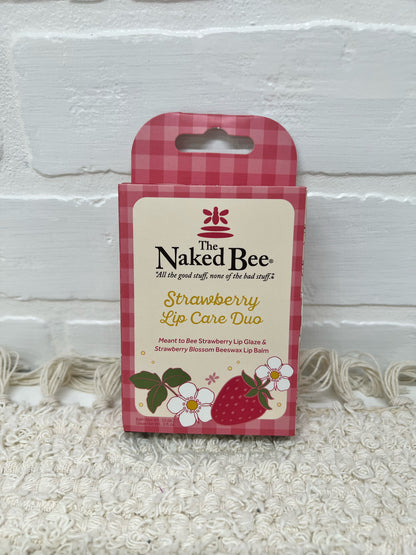 The
Naked Bee®
"All the good stuff, none of the bad stuff."
Strawberry
Lip Care Duo
Meant to Bee Strawberry Lip Glaze &
Strawberry Blossom Beeswax Lip Balm